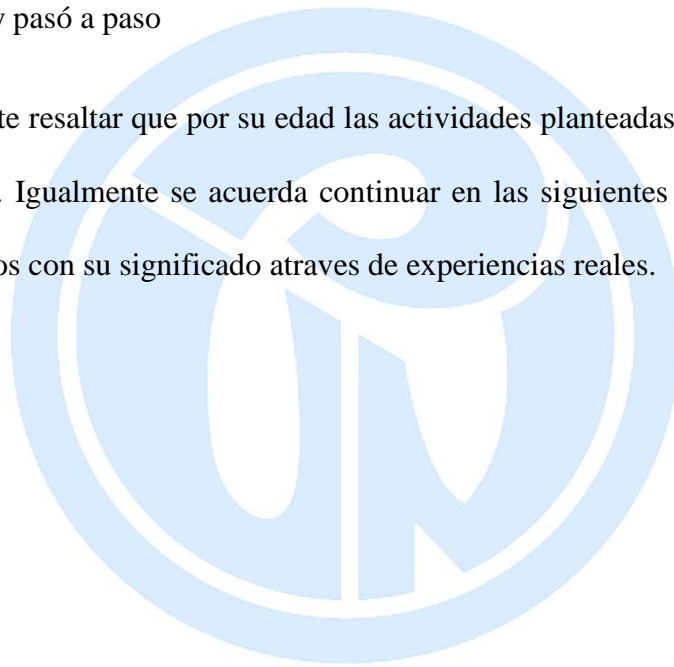 y pasó a paso
te resaltar que por su edad las actividades planteadas
. Igualmente se acuerda continuar en las siguientes
os con su significado atraves de experiencias reales.